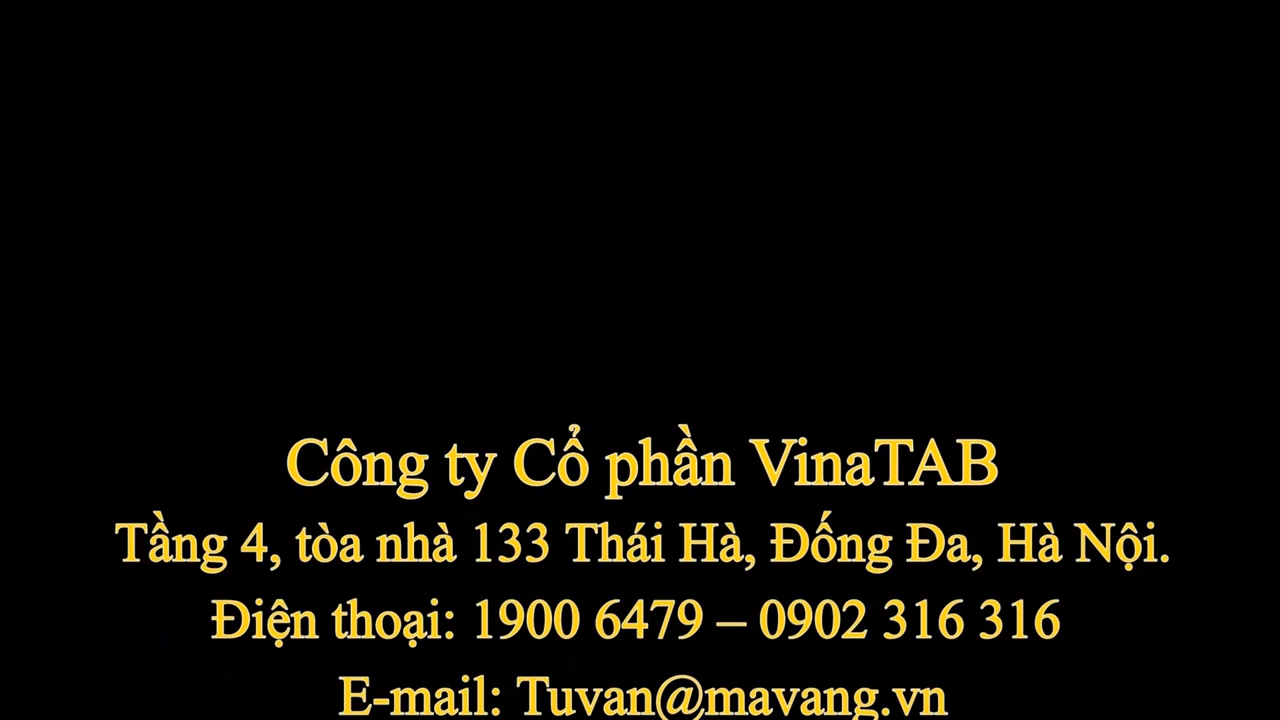 Công ty Cổ phần VinaTAB
Tầng 4, tòa nhà 133 Thái Hà, Đống Đa, Hà Nội.
Điện thoại: 1900 6479 – 0902 316 316
E-mail: Tuvan@mavang.vn